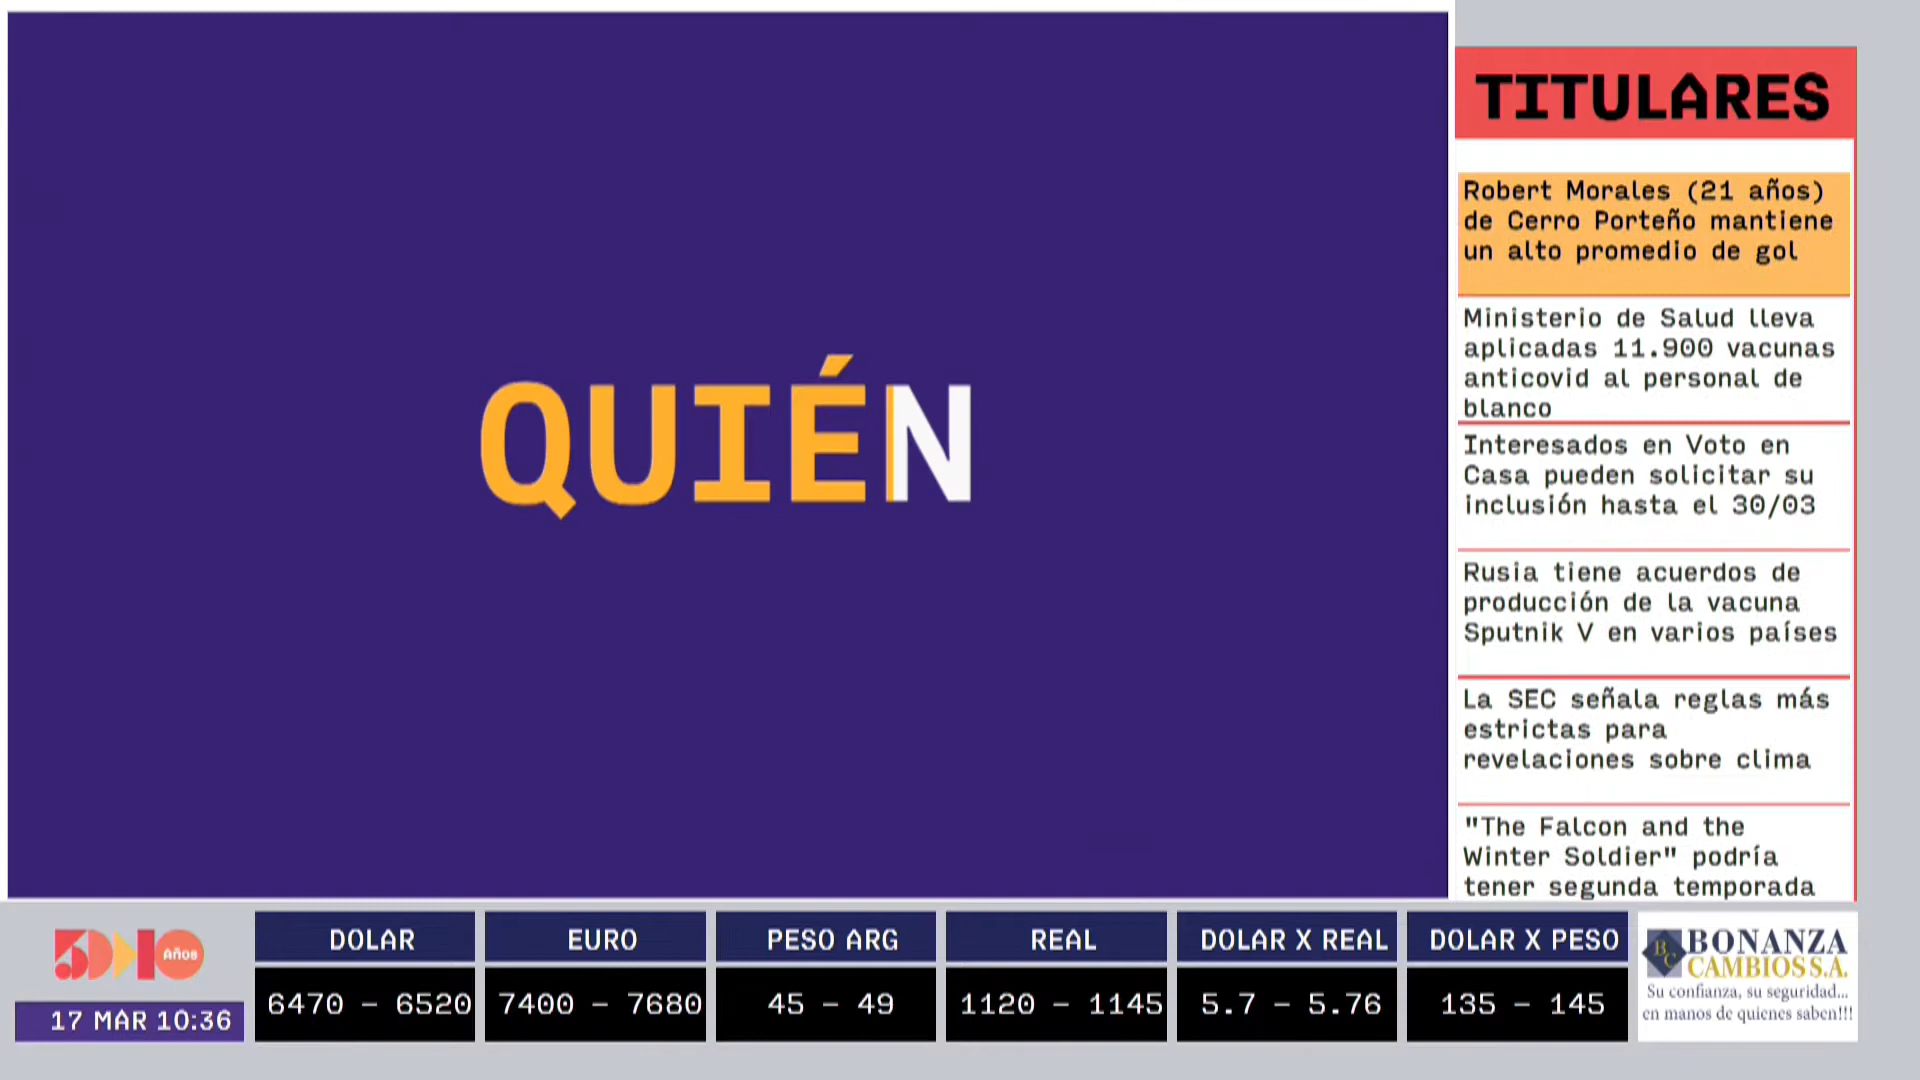 QUIÉN
TITULARES
Robert Morales (21 años)
de Cerro Porteño mantiene
un alto promedio de gol
Ministerio de Salud lleva
aplicadas 11.900 vacunas
anticovid al personal de
blanco
Interesados en Voto en
Casa pueden solicitar su
inclusión hasta el 30/03
Rusia tiene acuerdos de
producción de la vacuna
Sputnik V en varios países
La SEC señala reglas más
estrictas para
revelaciones sobre clima
"The Falcon and the
Winter Soldier" podría
tener segunda temporada
5D 10 Años
17 MAR 10:36
DOLAR
6470 – 6520
EURO
7400 – 7680
PESO ARG
45 – 49
REAL
1120 – 1145
DOLAR X REAL
5.7 – 5.76
DOLAR X PESO
135 – 145
BC BONANZA
CAMBIOS S.A.
Su confianza, su seguridad...
en manos de quienes saben!!!